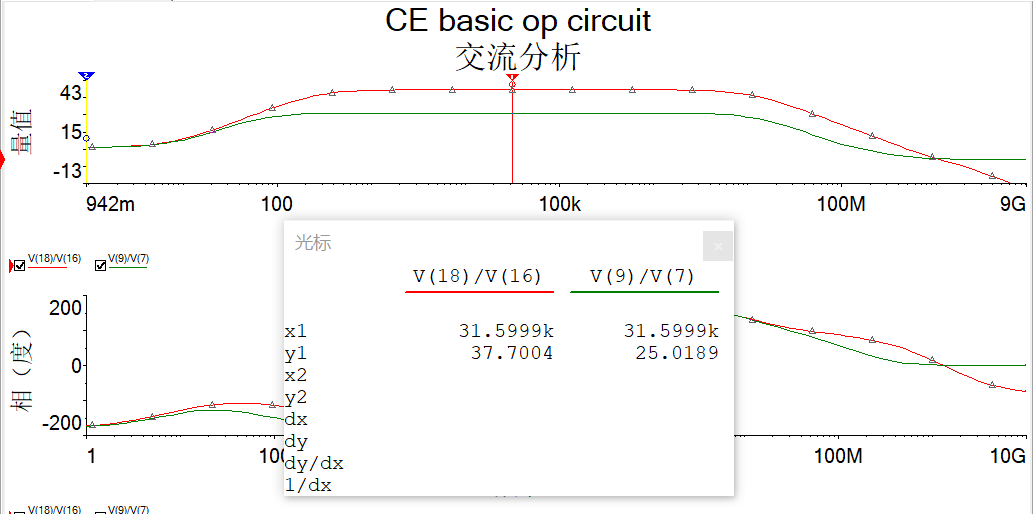 CE basic op circuit
交流分析
43
15
-13
量值
942m 100 100k 100M 9G
V(18)/V(16) V(9)/V(7)
光标
×
V(18)/V(16) V(9)/V(7)
x1 31.5999k 31.5999k
y1 37.7004 25.0189
x2
y2
dx
dy
dy/dx
1/dx
200
0
-200
相（度）
1 100M 10G
V(18)/V(16) V(9)/V(7)